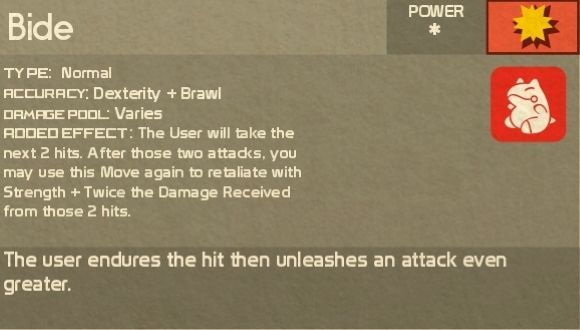 Bide
POWER
*
TYPE: Normal
ACCURACY: Dexterity + Brawl
DAMAGE POOL: Varies
ADDED EFFECT: The User will take the
next 2 hits. After those two attacks, you
may use this Move again to retaliate with
Strength + Twice the Damage Received
from those 2 hits.
The user endures the hit then unleashes an attack even
greater.